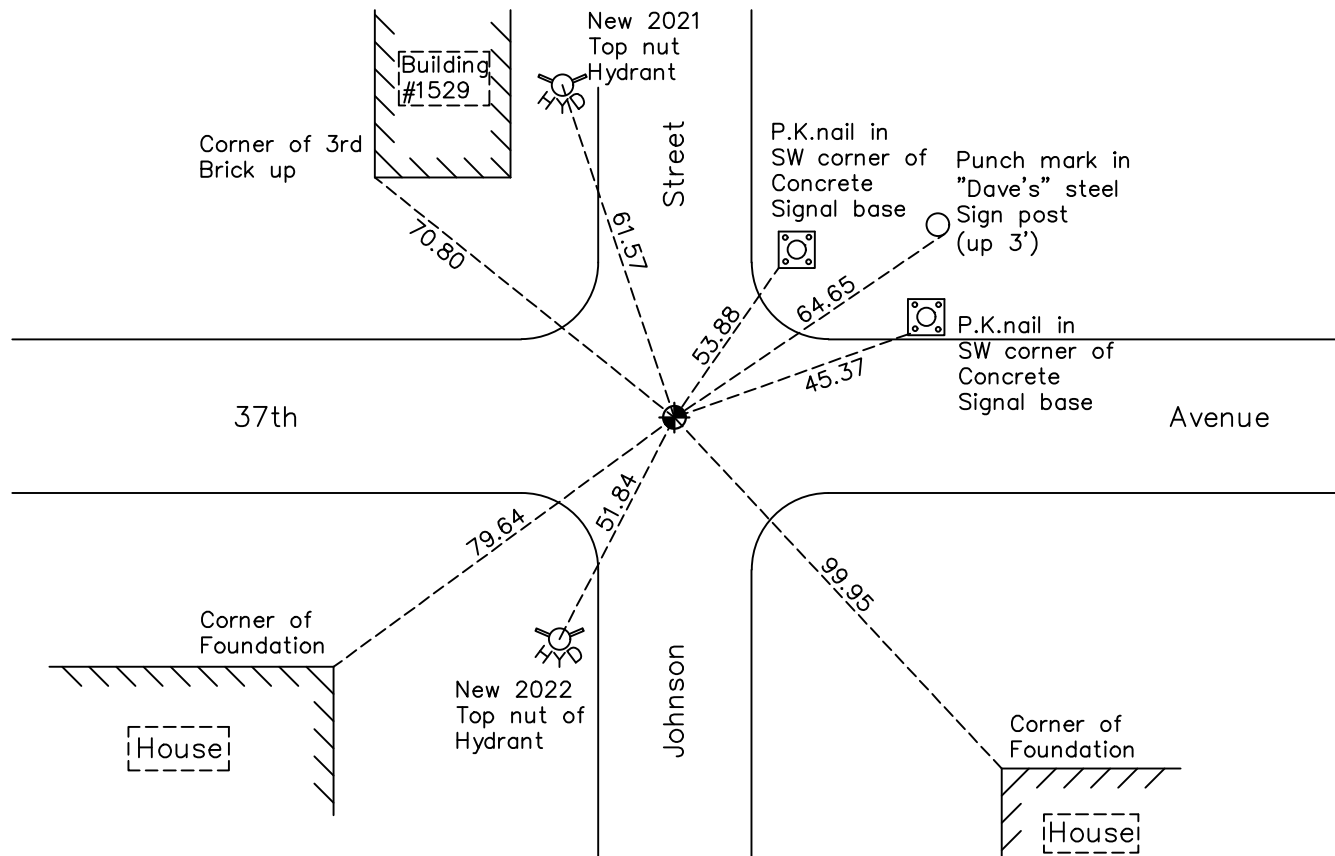 New 2021
Top nut
Hydrant
Building
#1529
HYD
Street
P.K.nail in
SW corner of
Concrete
Signal base
Corner of 3rd
Brick up
Punch mark in
"Dave's" steel
Sign post
(up 3')
70.80
61.57
53.88
64.65
45.37
P.K.nail in
SW corner of
Concrete
Signal base
37th
Avenue
79.64
51.84
99.95
Corner of
Foundation
HYD
New 2022
Top nut of
Hydrant
Johnson
House
Corner of
Foundation
House